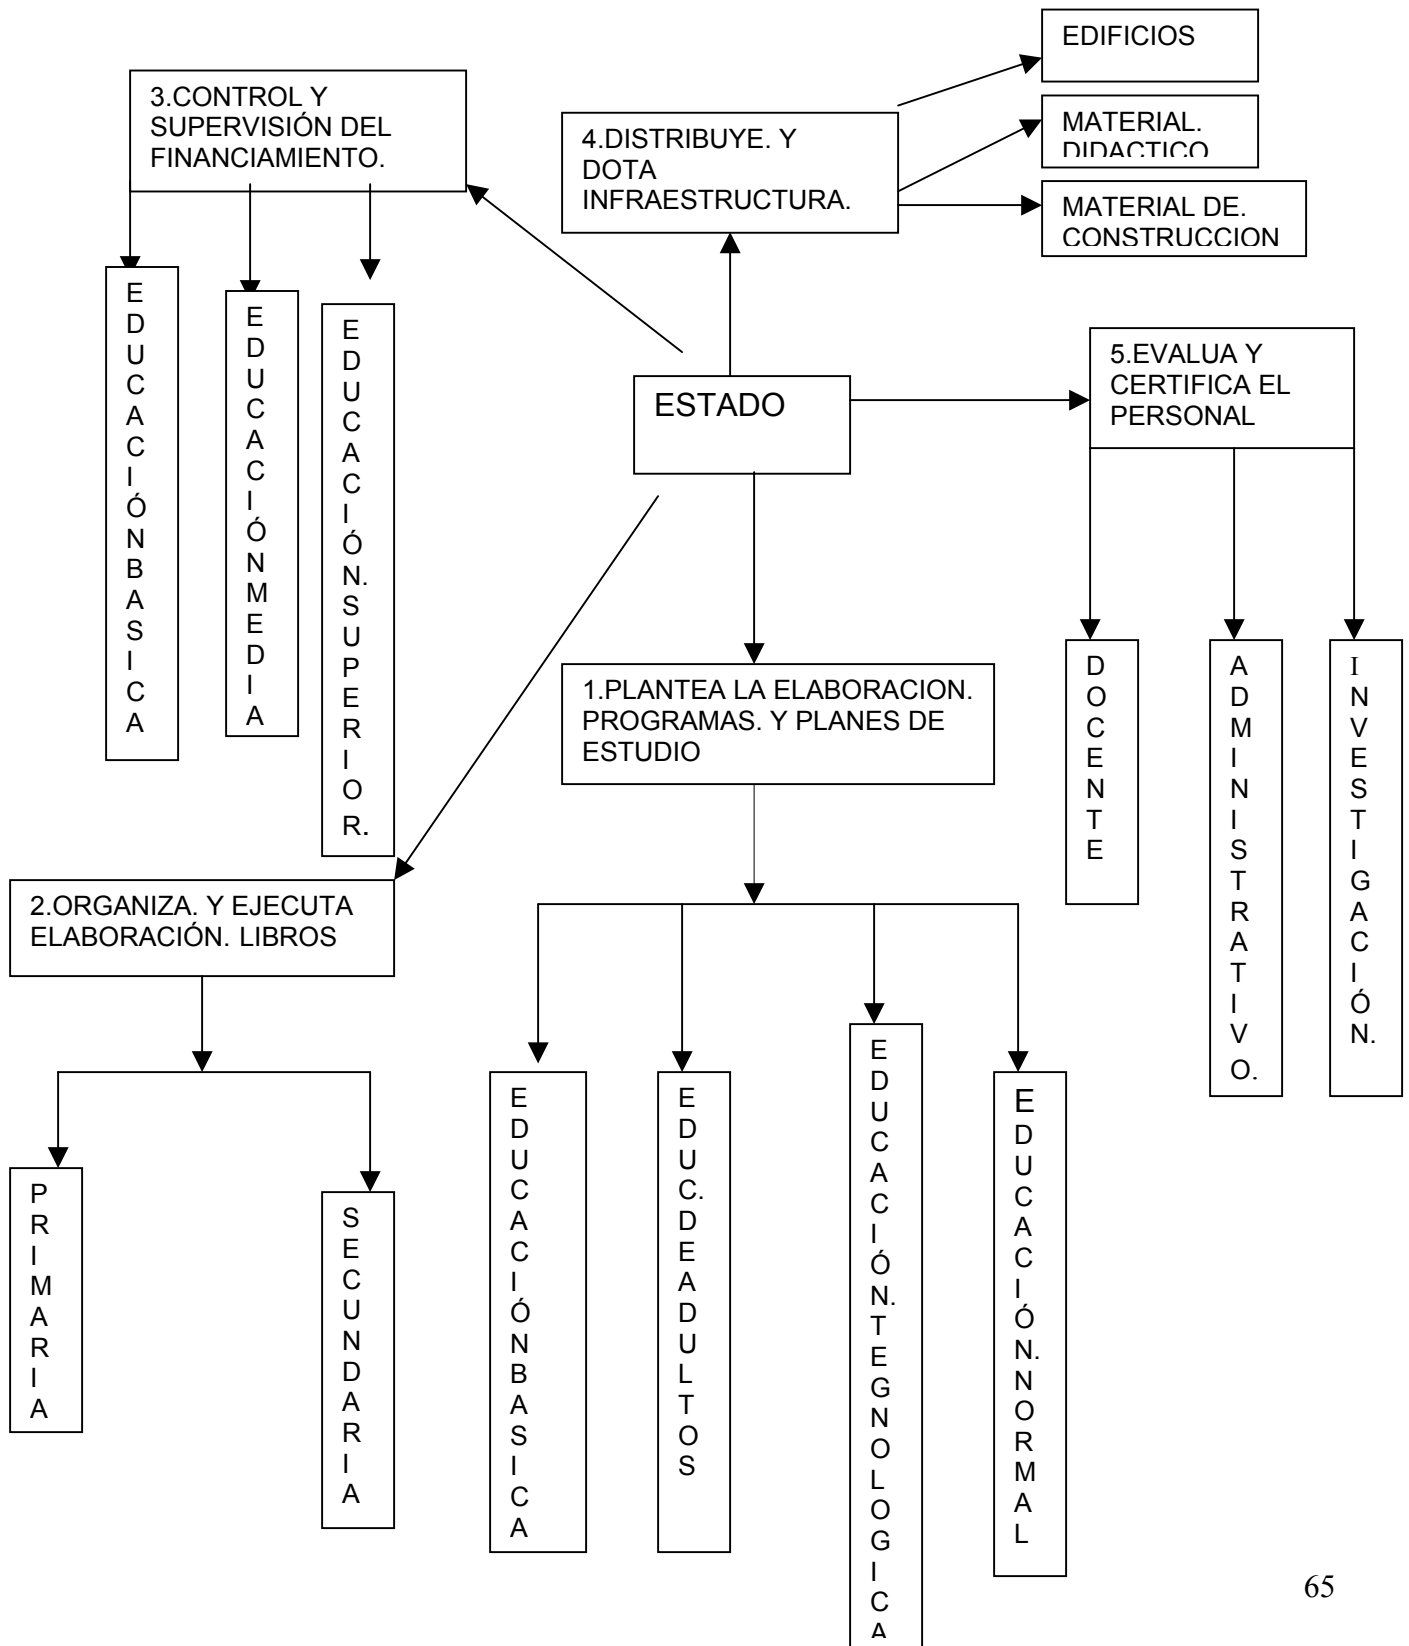 EDIFICIOS
3.CONTROL Y
SUPERVISIÓN DEL
FINANCIAMIENTO.
4.DISTRIBUYE. Y
DOTA
INFRAESTRUCTURA.
MATERIAL.
DIDACTICO
MATERIAL DE.
CONSTRUCCION
EDUCACIÓNBASICA
EDUCACIÓNMEDIA
EDUCACIÓN.SUPERIOR.
ESTADO
5.EVALUA Y
CERTIFICA EL
PERSONAL
DOCENTE
ADMINISTRATIVO.
INVESTIGACIÓN.
1.PLANTEA LA ELABORACION.
PROGRAMAS. Y PLANES DE
ESTUDIO
2.ORGANIZA. Y EJECUTA
ELABORACIÓN. LIBROS
PRIMARIA
SECUNDARIA
EDUCACIÓNBASICA
EDUC.DEADULTOS
EDUCACIÓN.TEGNOLOGICA
EDUCACIÓN.NORMAL
65